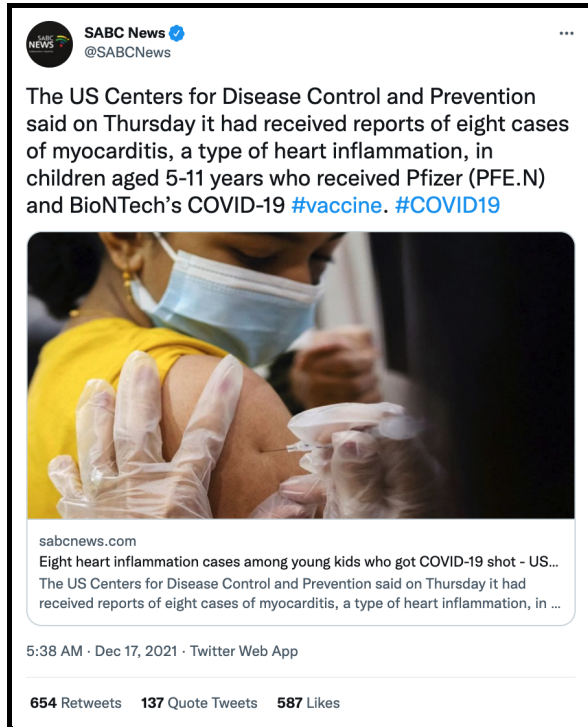 SABC
NEWS
SABC News
@SABCNews
The US Centers for Disease Control and Prevention
said on Thursday it had received reports of eight cases
of myocarditis, a type of heart inflammation, in
children aged 5-11 years who received Pfizer (PFE.N)
and BioNTech’s COVID-19 #vaccine. #COVID19
sabcnews.com
Eight heart inflammation cases among young kids who got COVID-19 shot - US...
The US Centers for Disease Control and Prevention said on Thursday it had
received reports of eight cases of myocarditis, a type of heart inflammation, in ...
5:38 AM · Dec 17, 2021 · Twitter Web App
654 Retweets 137 Quote Tweets 587 Likes